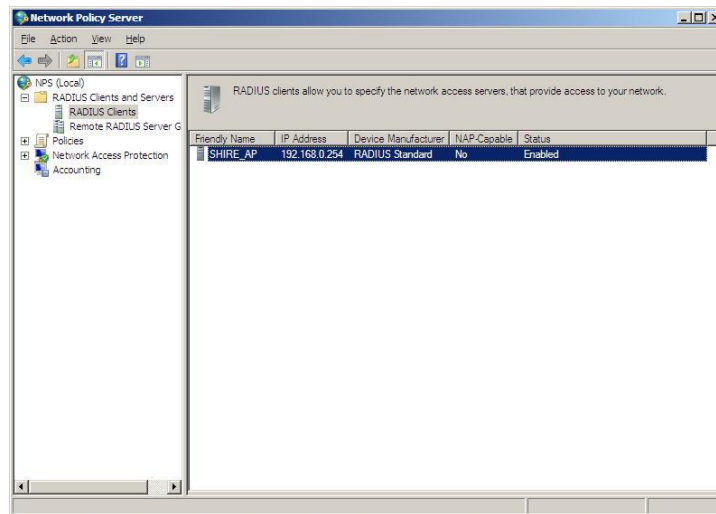 Network Policy Server
File Action View Help
NPS (Local)
RADIUS Clients and Servers
RADIUS Clients
Remote RADIUS Server G
Policies
Network Access Protection
Accounting
RADIUS clients allow you to specify the network access servers, that provide access to your network.
Friendly Name IP Address Device Manufacturer NAP-Capable Status
SHIRE_AP 192.168.0.254 RADIUS Standard No Enabled